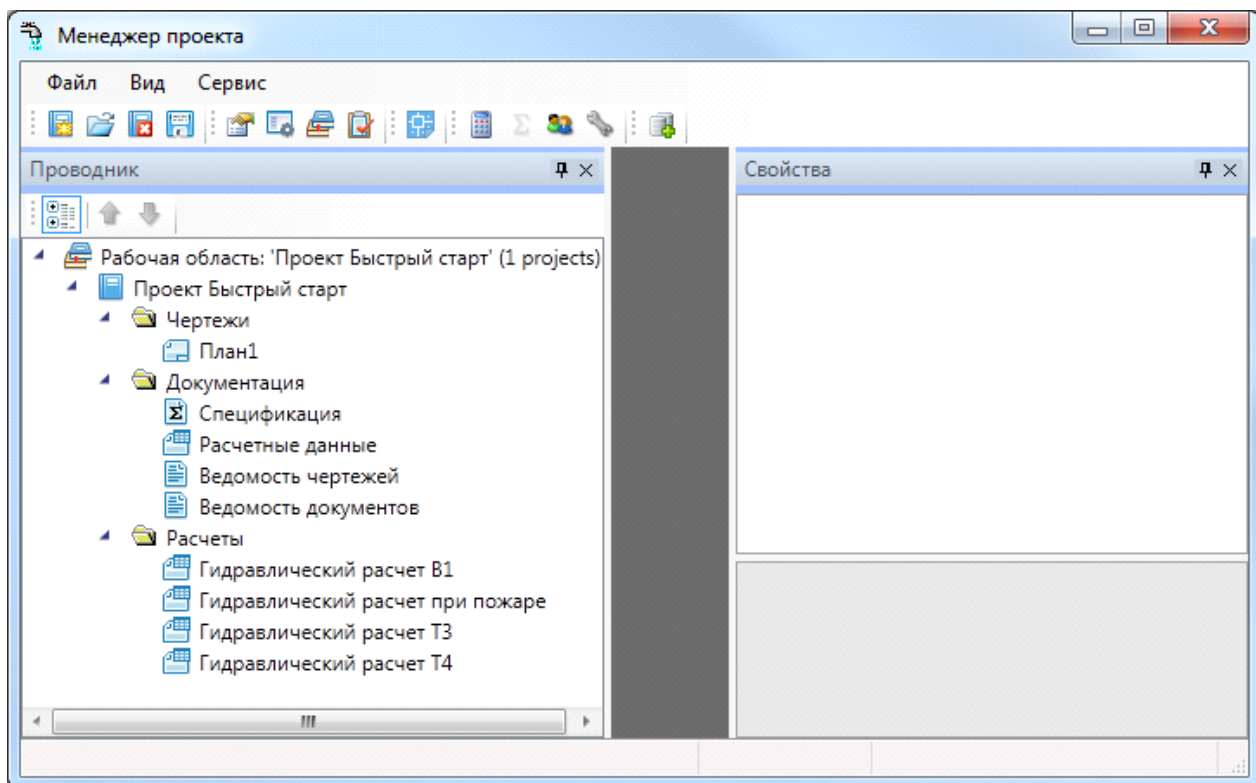 Менеджер проекта
Файл Вид Сервис
Проводник
Свойства
Рабочая область: 'Проект Быстрый старт' (1 projects)
Проект Быстрый старт
Чертежи
План1
Документация
Спецификация
Расчетные данные
Ведомость чертежей
Ведомость документов
Расчеты
Гидравлический расчет В1
Гидравлический расчет при пожаре
Гидравлический расчет Т3
Гидравлический расчет Т4